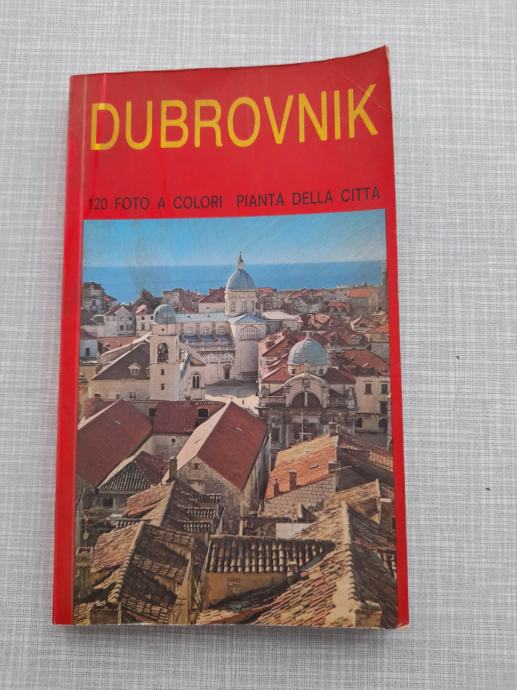 DUBROVNIK
120 FOTO A COLORI PIANTA DELLA CITTÀ